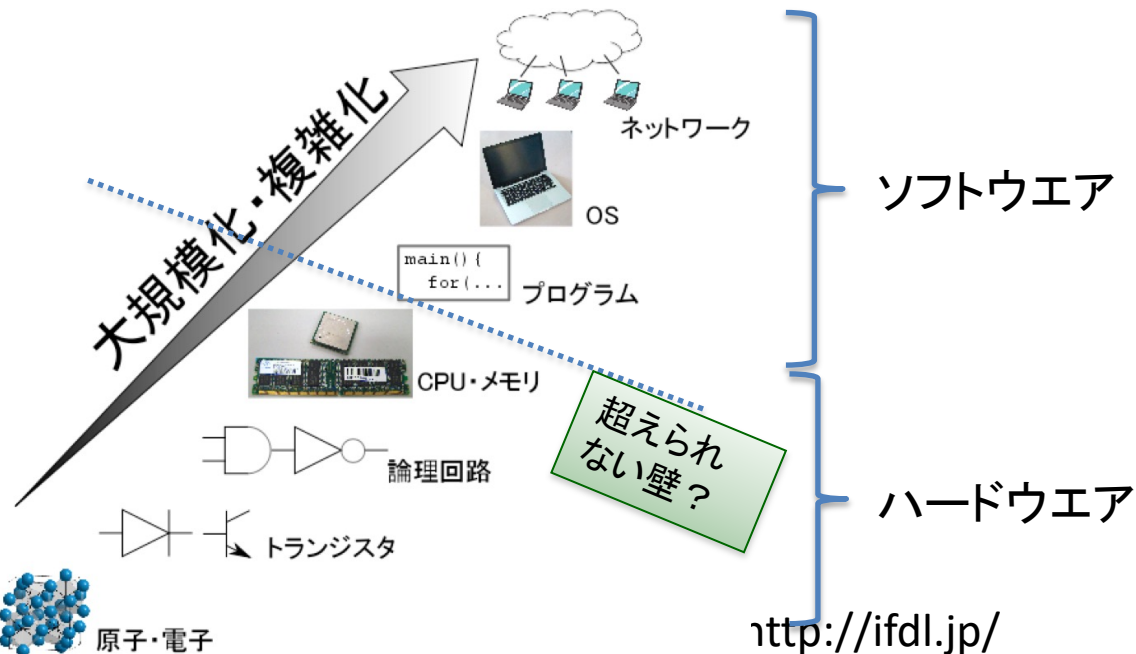 大規模化・複雑化
ネットワーク
OS
main(){
for(...
プログラム
CPU・メモリ
論理回路
トランジスタ
原子・電子
ソフトウエア
超えられ
ない壁？
ハードウエア
http://ifdl.jp/